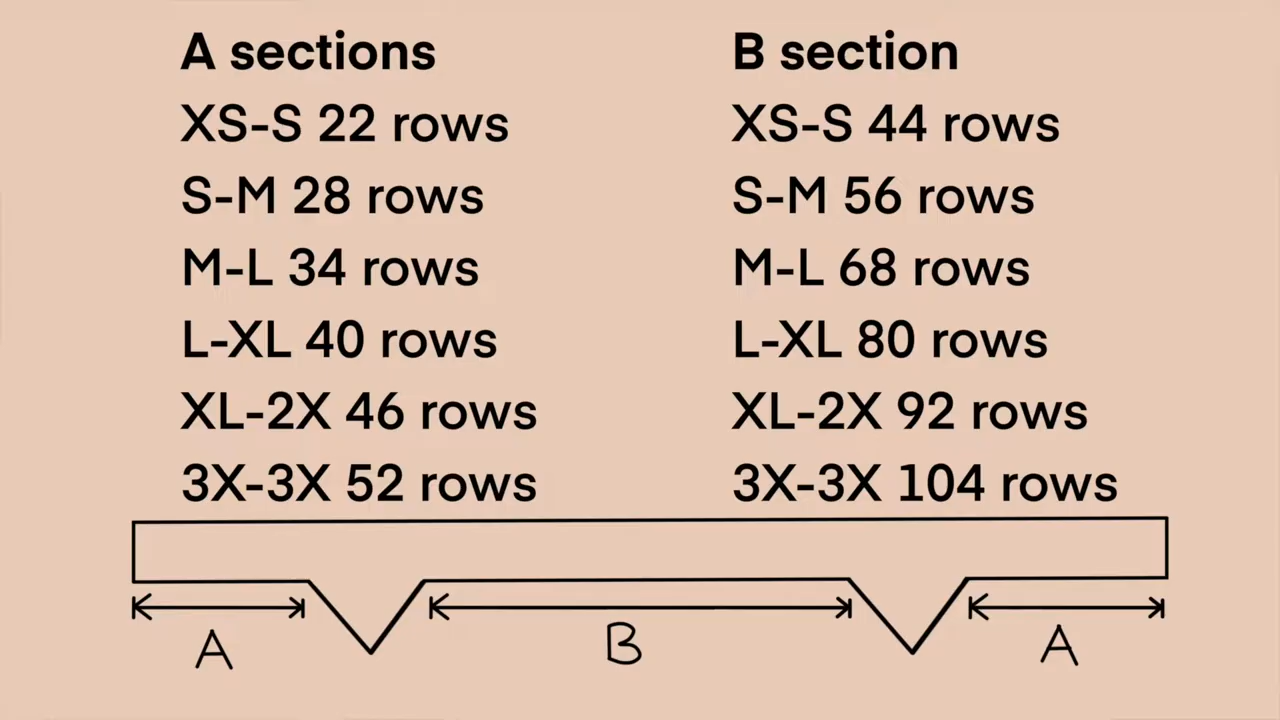 A sections
XS-S 22 rows
S-M 28 rows
M-L 34 rows
L-XL 40 rows
XL-2X 46 rows
3X-3X 52 rows
B section
XS-S 44 rows
S-M 56 rows
M-L 68 rows
L-XL 80 rows
XL-2X 92 rows
3X-3X 104 rows
A
B
A